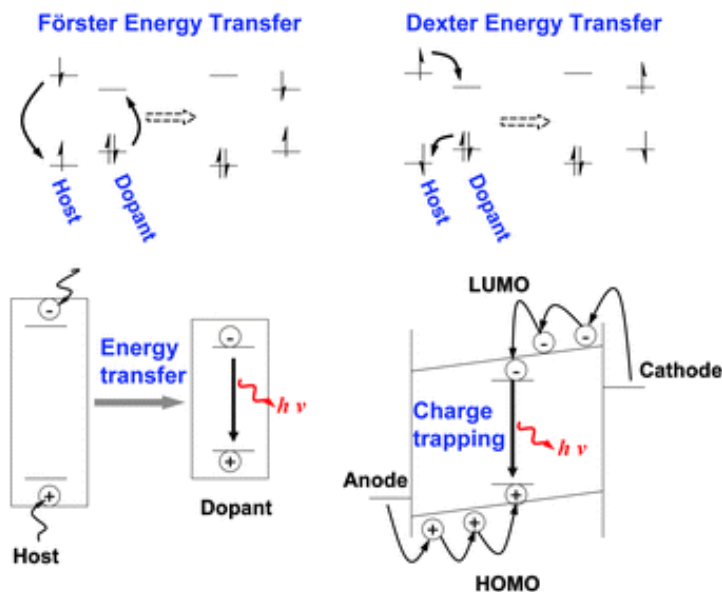 Förster Energy Transfer
Dexter Energy Transfer
Host
Dopant
Host
Dopant
-
Energy
transfer
+
Host
-
h ν
+
Dopant
LUMO
-
-
-
Cathode
Charge
trapping
h ν
Anode
+
+
+
HOMO